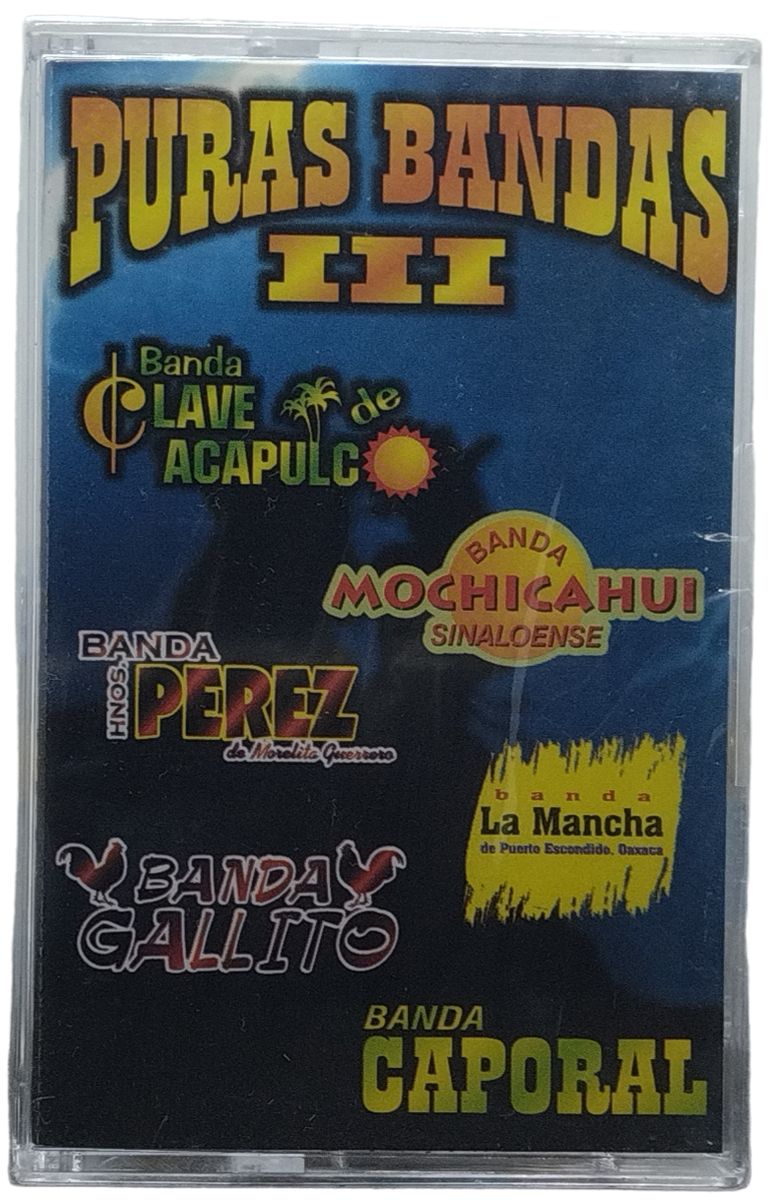 PURAS BANDAS
III
Banda
CLAVE de
ACAPULCO
BANDA
MOCHICAHUI
SINALOENSE
BANDA
HNOS. PEREZ
de Morelita Guerrero
banda
La Mancha
de Puerto Escondido, Oaxaca
BANDA
GALLITO
BANDA
CAPORAL